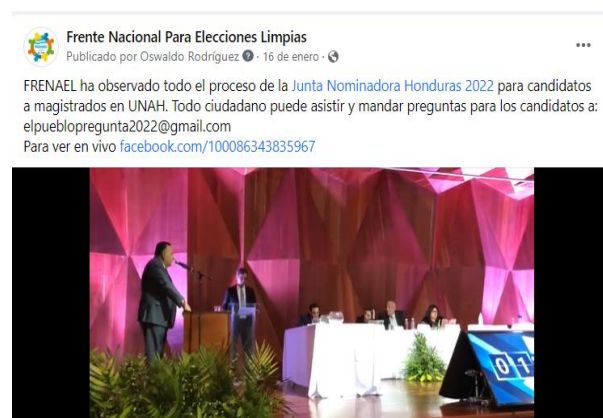 Frente Nacional Para Elecciones Limpias
Publicado por Oswaldo Rodríguez · 16 de enero ·
FRENAEL ha observado todo el proceso de la Junta Nominadora Honduras 2022 para candidatos
a magistrados en UNAH. Todo ciudadano puede asistir y mandar preguntas para los candidatos a:
elpueblopregunta2022@gmail.com
Para ver en vivo facebook.com/100086343835967
01